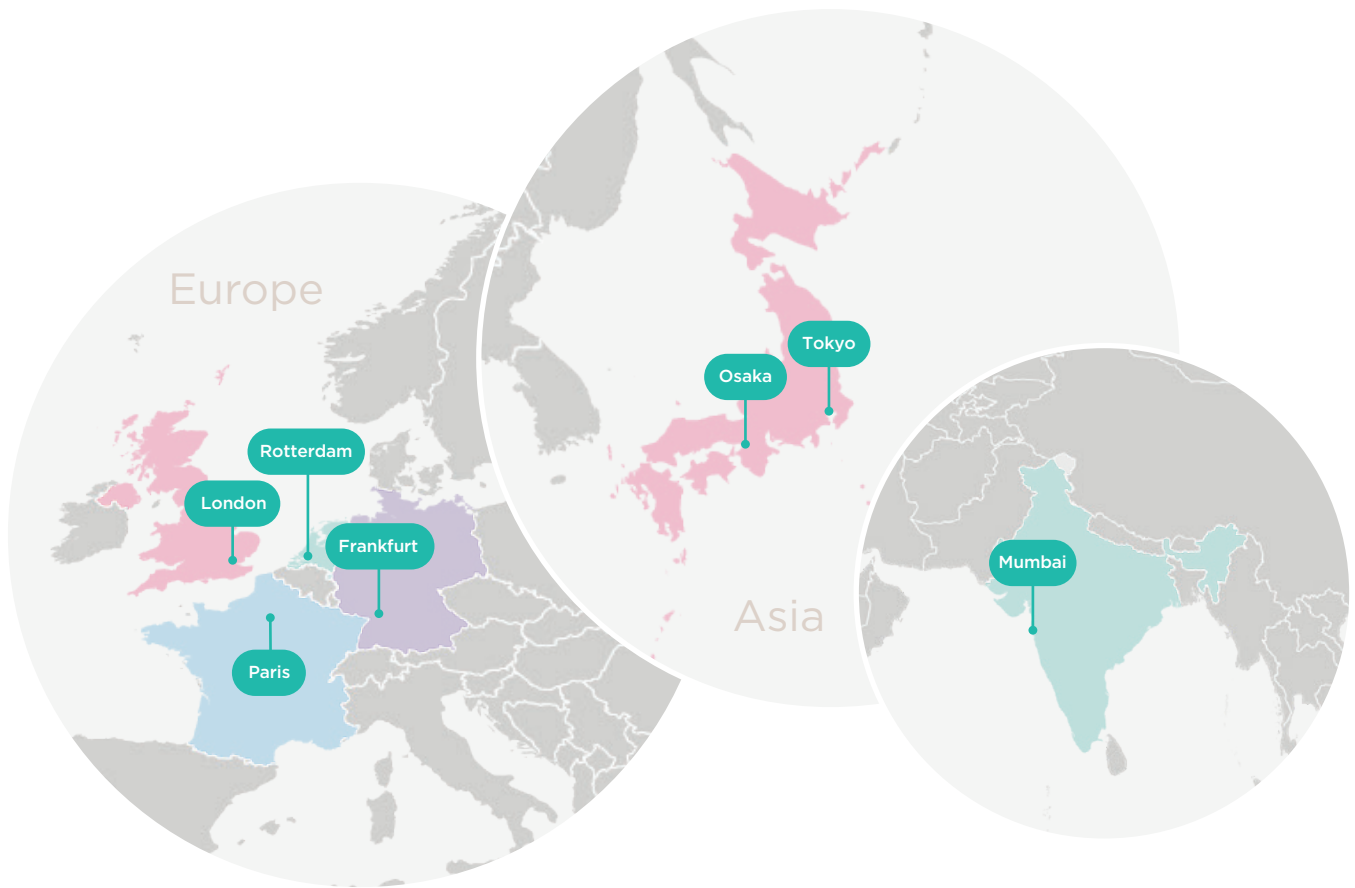 Europe
Rotterdam
London
Frankfurt
Paris
Tokyo
Osaka
Asia
Mumbai